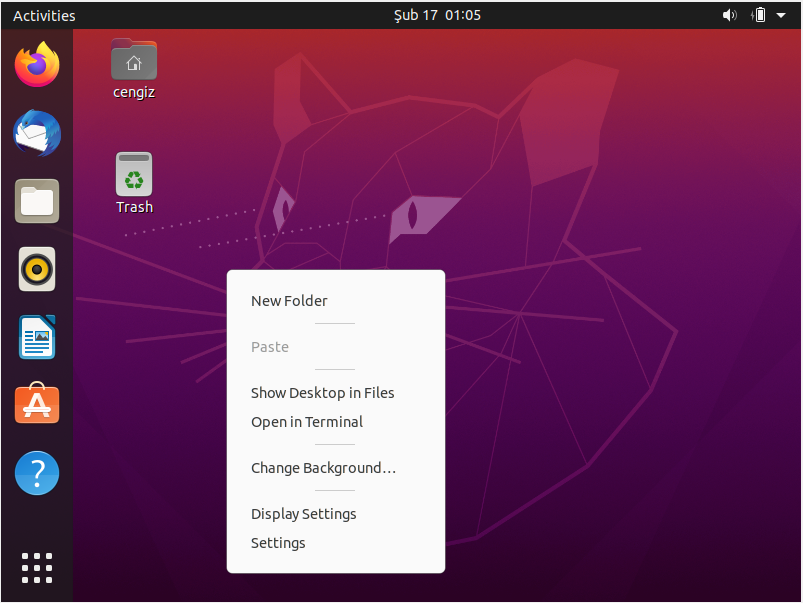 Activities
Şub 17 01:05
cengiz
Trash
New Folder
Paste
Show Desktop in Files
Open in Terminal
Change Background…
Display Settings
Settings